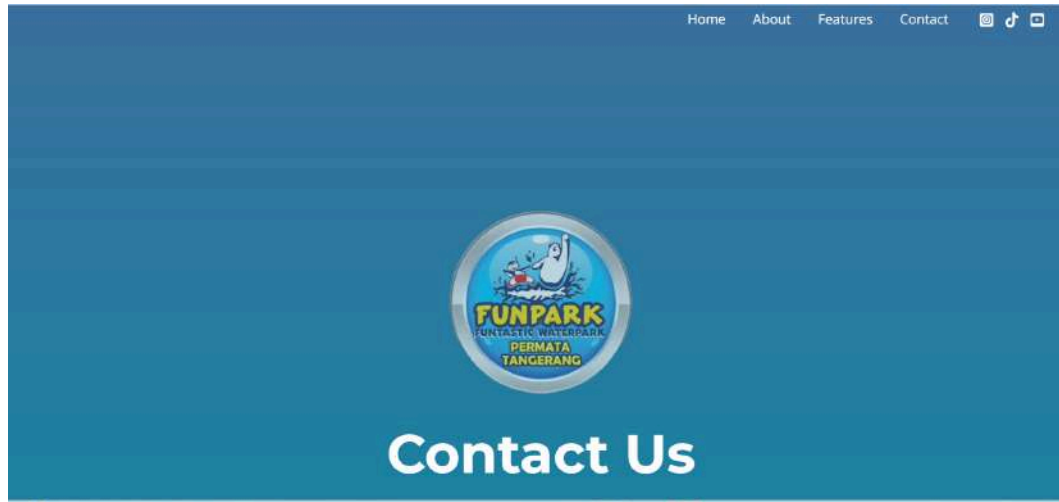 Home About Features Contact
FUNPARK
FUNTASTIC WATERPARK
PERMATA
TANGERANG
Contact Us